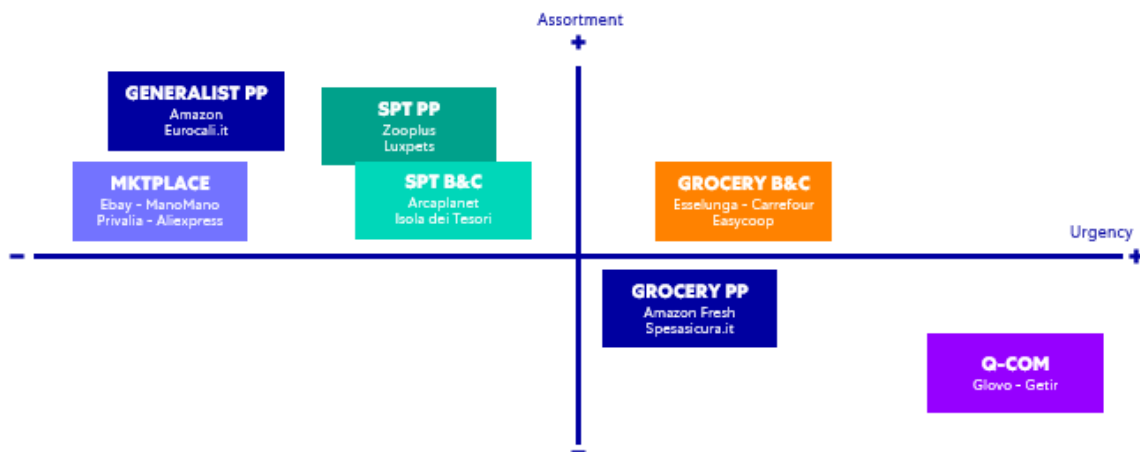 Assortment
+
GENERALIST PP
Amazon
Eurocali.it
SPT PP
Zooplus
Luxpets
MKTPLACE
Ebay - ManoMano
Privalia - Aliexpress
SPT B&C
Arcaplanet
Isola dei Tesori
GROCERY B&C
Esselunga - Carrefour
Easycoop
Urgency
- +
GROCERY PP
Amazon Fresh
Spesasicura.it
Q-COM
Glovo - Getir
-